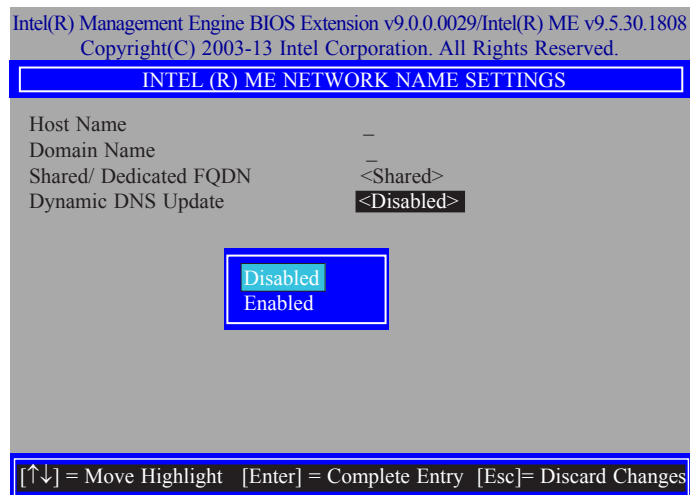 Intel(R) Management Engine BIOS Extension v9.0.0.0029/Intel(R) ME v9.5.30.1808
Copyright(C) 2003-13 Intel Corporation. All Rights Reserved.
INTEL (R) ME NETWORK NAME SETTINGS
Host Name _
Domain Name _
Shared/ Dedicated FQDN <Shared>
Dynamic DNS Update <Disabled>
Disabled
Enabled
[↑↓] = Move Highlight [Enter] = Complete Entry [Esc]= Discard Changes